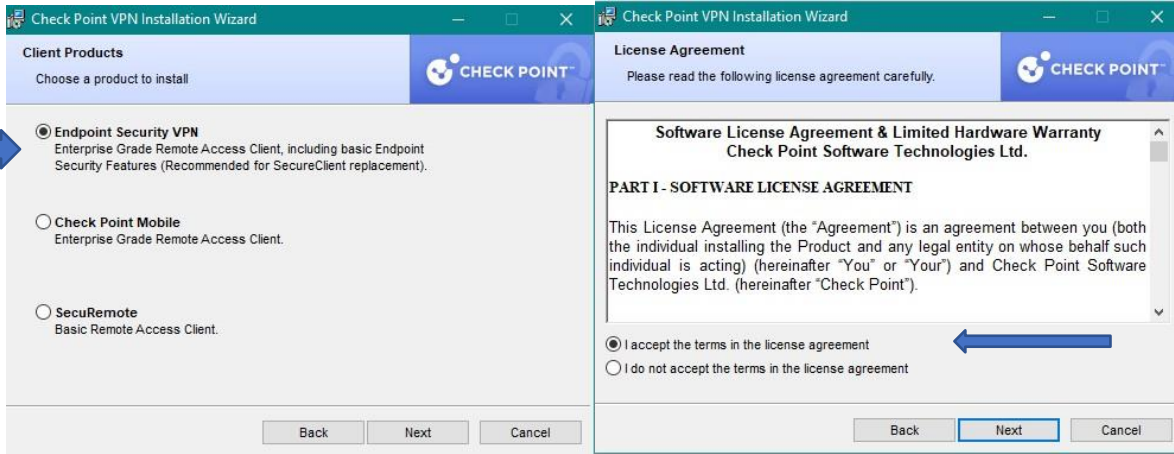 Check Point VPN Installation Wizard
Client Products
Choose a product to install
CHECK POINT™
Endpoint Security VPN
Enterprise Grade Remote Access Client, including basic Endpoint
Security Features (Recommended for SecureClient replacement).
Check Point Mobile
Enterprise Grade Remote Access Client.
SecuRemote
Basic Remote Access Client.
Back Next Cancel
Check Point VPN Installation Wizard
License Agreement
Please read the following license agreement carefully.
CHECK POINT™
Software License Agreement & Limited Hardware Warranty
Check Point Software Technologies Ltd.
PART I - SOFTWARE LICENSE AGREEMENT
This License Agreement (the “Agreement”) is an agreement between you (both
the individual installing the Product and any legal entity on whose behalf such
individual is acting) (hereinafter “You” or “Your”) and Check Point Software
Technologies Ltd. (hereinafter “Check Point”).
I accept the terms in the license agreement
I do not accept the terms in the license agreement
Back Next Cancel